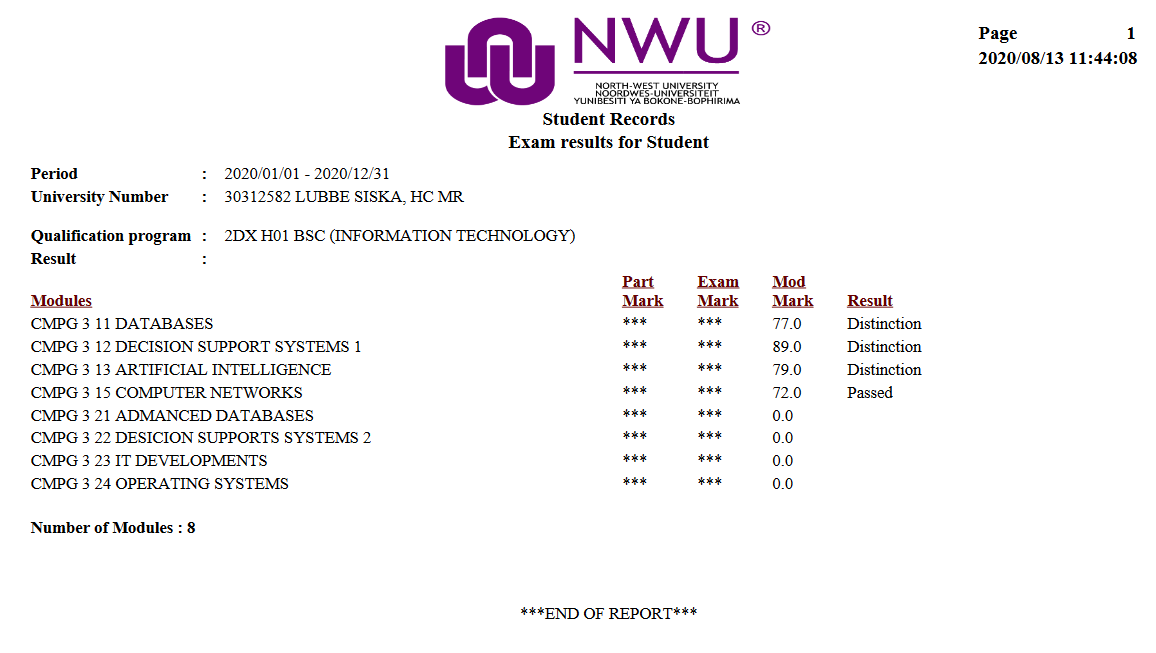 NWU ®
NORTH-WEST UNIVERSITY
NOORDWES-UNIVERSITEIT
YUNIBESITI YA BOKONE-BOPHIRIMA
Page 1
2020/08/13 11:44:08
Student Records
Exam results for Student
Period : 2020/01/01 - 2020/12/31
University Number : 30312582 LUBBE SISKA, HC MR
Qualification program : 2DX H01 BSC (INFORMATION TECHNOLOGY)
Result :
Part Exam Mod
Modules Mark Mark Mark Result
CMPG 3 11 DATABASES *** *** 77.0 Distinction
CMPG 3 12 DECISION SUPPORT SYSTEMS 1 *** *** 89.0 Distinction
CMPG 3 13 ARTIFICIAL INTELLIGENCE *** *** 79.0 Distinction
CMPG 3 15 COMPUTER NETWORKS *** *** 72.0 Passed
CMPG 3 21 ADMANCED DATABASES *** *** 0.0
CMPG 3 22 DESICION SUPPORTS SYSTEMS 2 *** *** 0.0
CMPG 3 23 IT DEVELOPMENTS *** *** 0.0
CMPG 3 24 OPERATING SYSTEMS *** *** 0.0
Number of Modules : 8
***END OF REPORT***